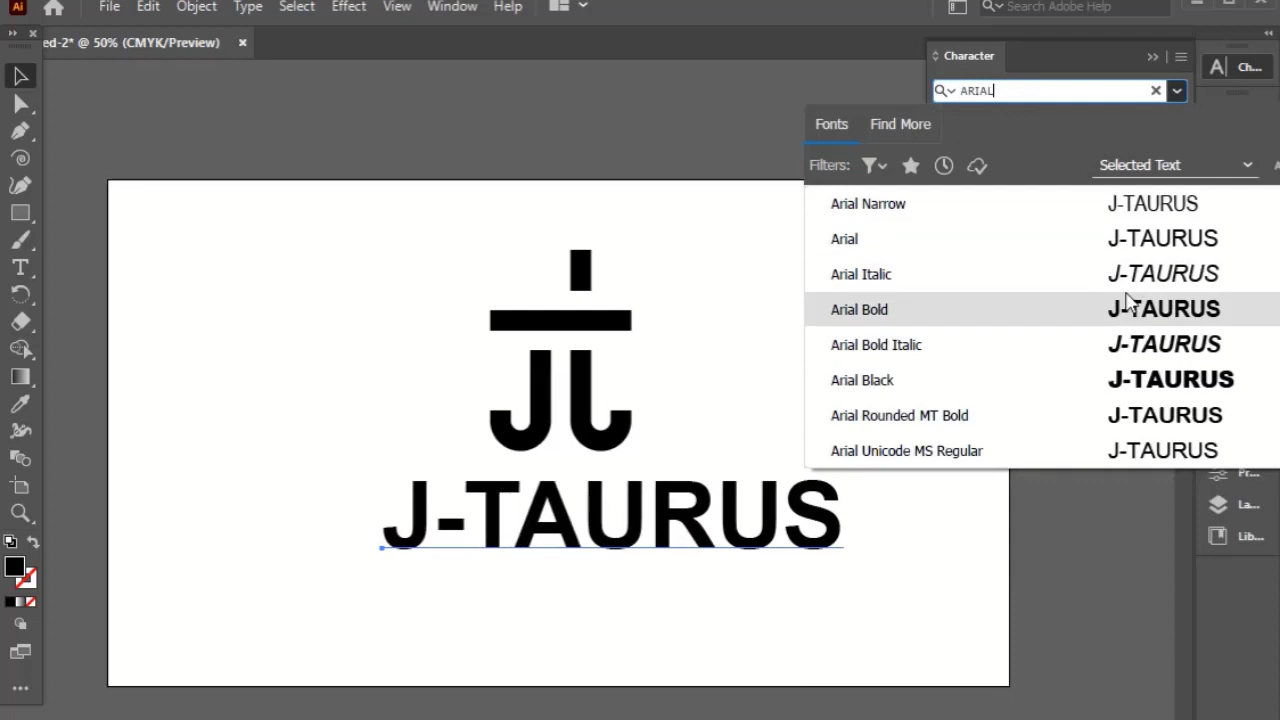 Ai File Edit Object Type Select Effect View Window Help Search Adobe Help
ed-2* @ 50% (CMYK/Preview) ×
Character
A Ch...
ARIAL
Fonts Find More
Filters: Selected Text
Arial Narrow J-TAURUS
Arial J-TAURUS
Arial Italic J-TAURUS
Arial Bold J-TAURUS
Arial Bold Italic J-TAURUS
Arial Black J-TAURUS
Arial Rounded MT Bold J-TAURUS
Arial Unicode MS Regular J-TAURUS
Pr...
La...
Lib...
J-TAURUS